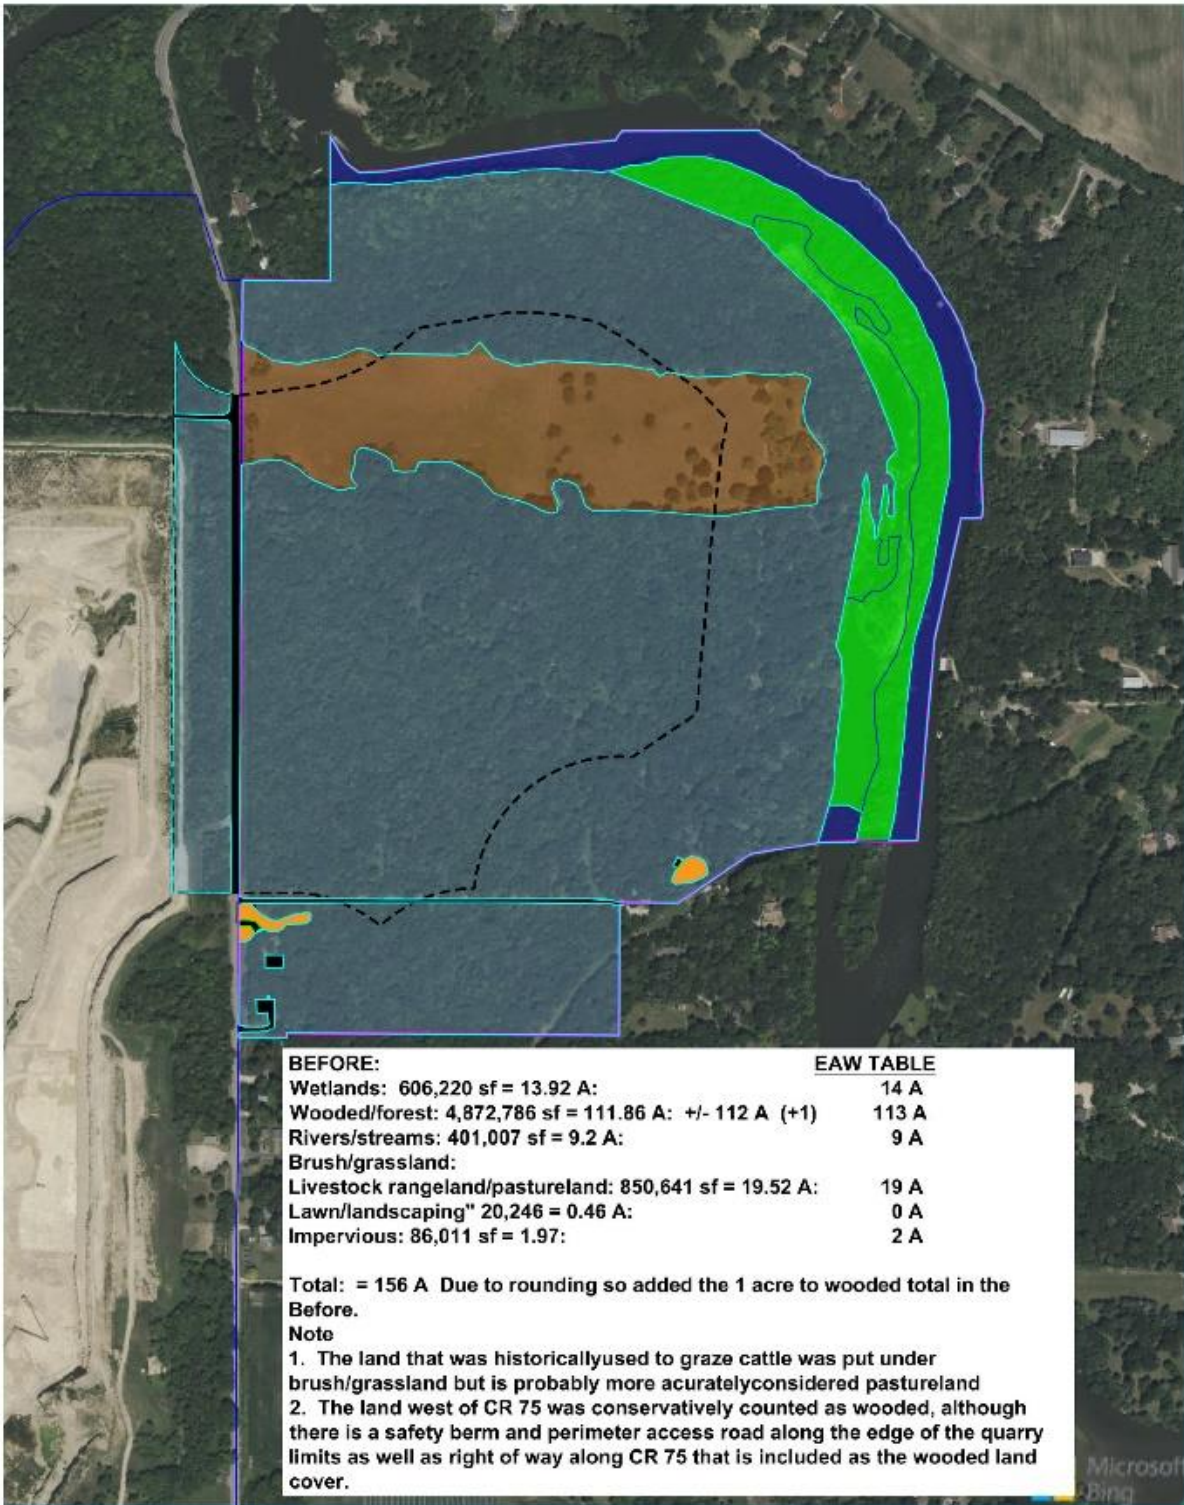 BEFORE: EAW TABLE
Wetlands: 606,220 sf = 13.92 A: 14 A
Wooded/forest: 4,872,786 sf = 111.86 A: +/- 112 A (+1) 113 A
Rivers/streams: 401,007 sf = 9.2 A: 9 A
Brush/grassland:
Livestock rangeland/pastureland: 850,641 sf = 19.52 A: 19 A
Lawn/landscaping" 20,246 = 0.46 A: 0 A
Impervious: 86,011 sf = 1.97: 2 A
Total: = 156 A Due to rounding so added the 1 acre to wooded total in the
Before.
Note
1. The land that was historicallyused to graze cattle was put under
brush/grassland but is probably more acuratelyconsidered pastureland
2. The land west of CR 75 was conservatively counted as wooded, although
there is a safety berm and perimeter access road along the edge of the quarry
limits as well as right of way along CR 75 that is included as the wooded land
cover.
Microsoft
Bing